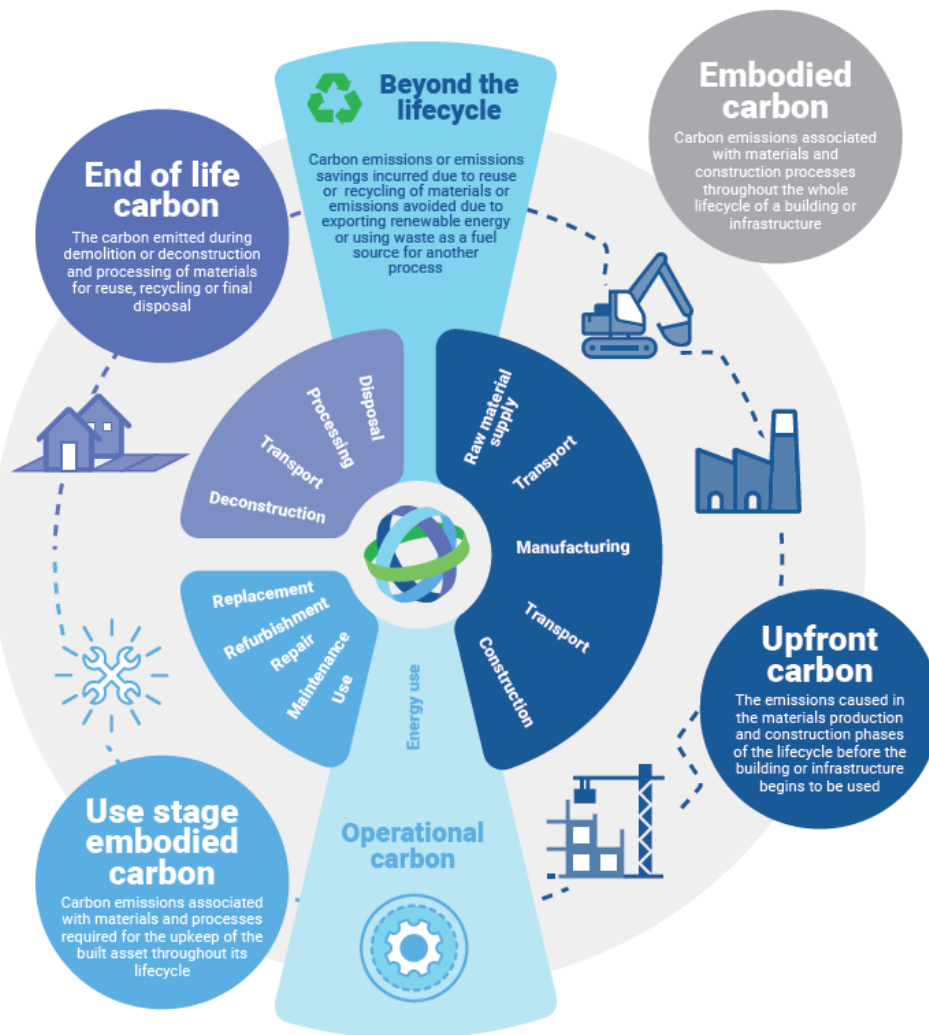 Beyond the
lifecycle
Carbon emissions or emissions
savings incurred due to reuse
or recycling of materials or
emissions avoided due to
exporting renewable energy
or using waste as a fuel
source for another
process
Embodied
carbon
Carbon emissions associated
with materials and
construction processes
throughout the whole
lifecycle of a building or
infrastructure
End of life
carbon
The carbon emitted during
demolition or deconstruction
and processing of materials
for reuse, recycling or final
disposal
Disposal
Processing
Transport
Deconstruction
Raw material
supply
Transport
Manufacturing
Transport
Construction
Replacement
Refurbishment
Repair
Maintenance
Use
Energy use
Upfront
carbon
The emissions caused in
the materials production
and construction phases
of the lifecycle before the
building or infrastructure
begins to be used
Use stage
embodied
carbon
Carbon emissions associated
with materials and processes
required for the upkeep of the
built asset throughout its
lifecycle
Operational
carbon